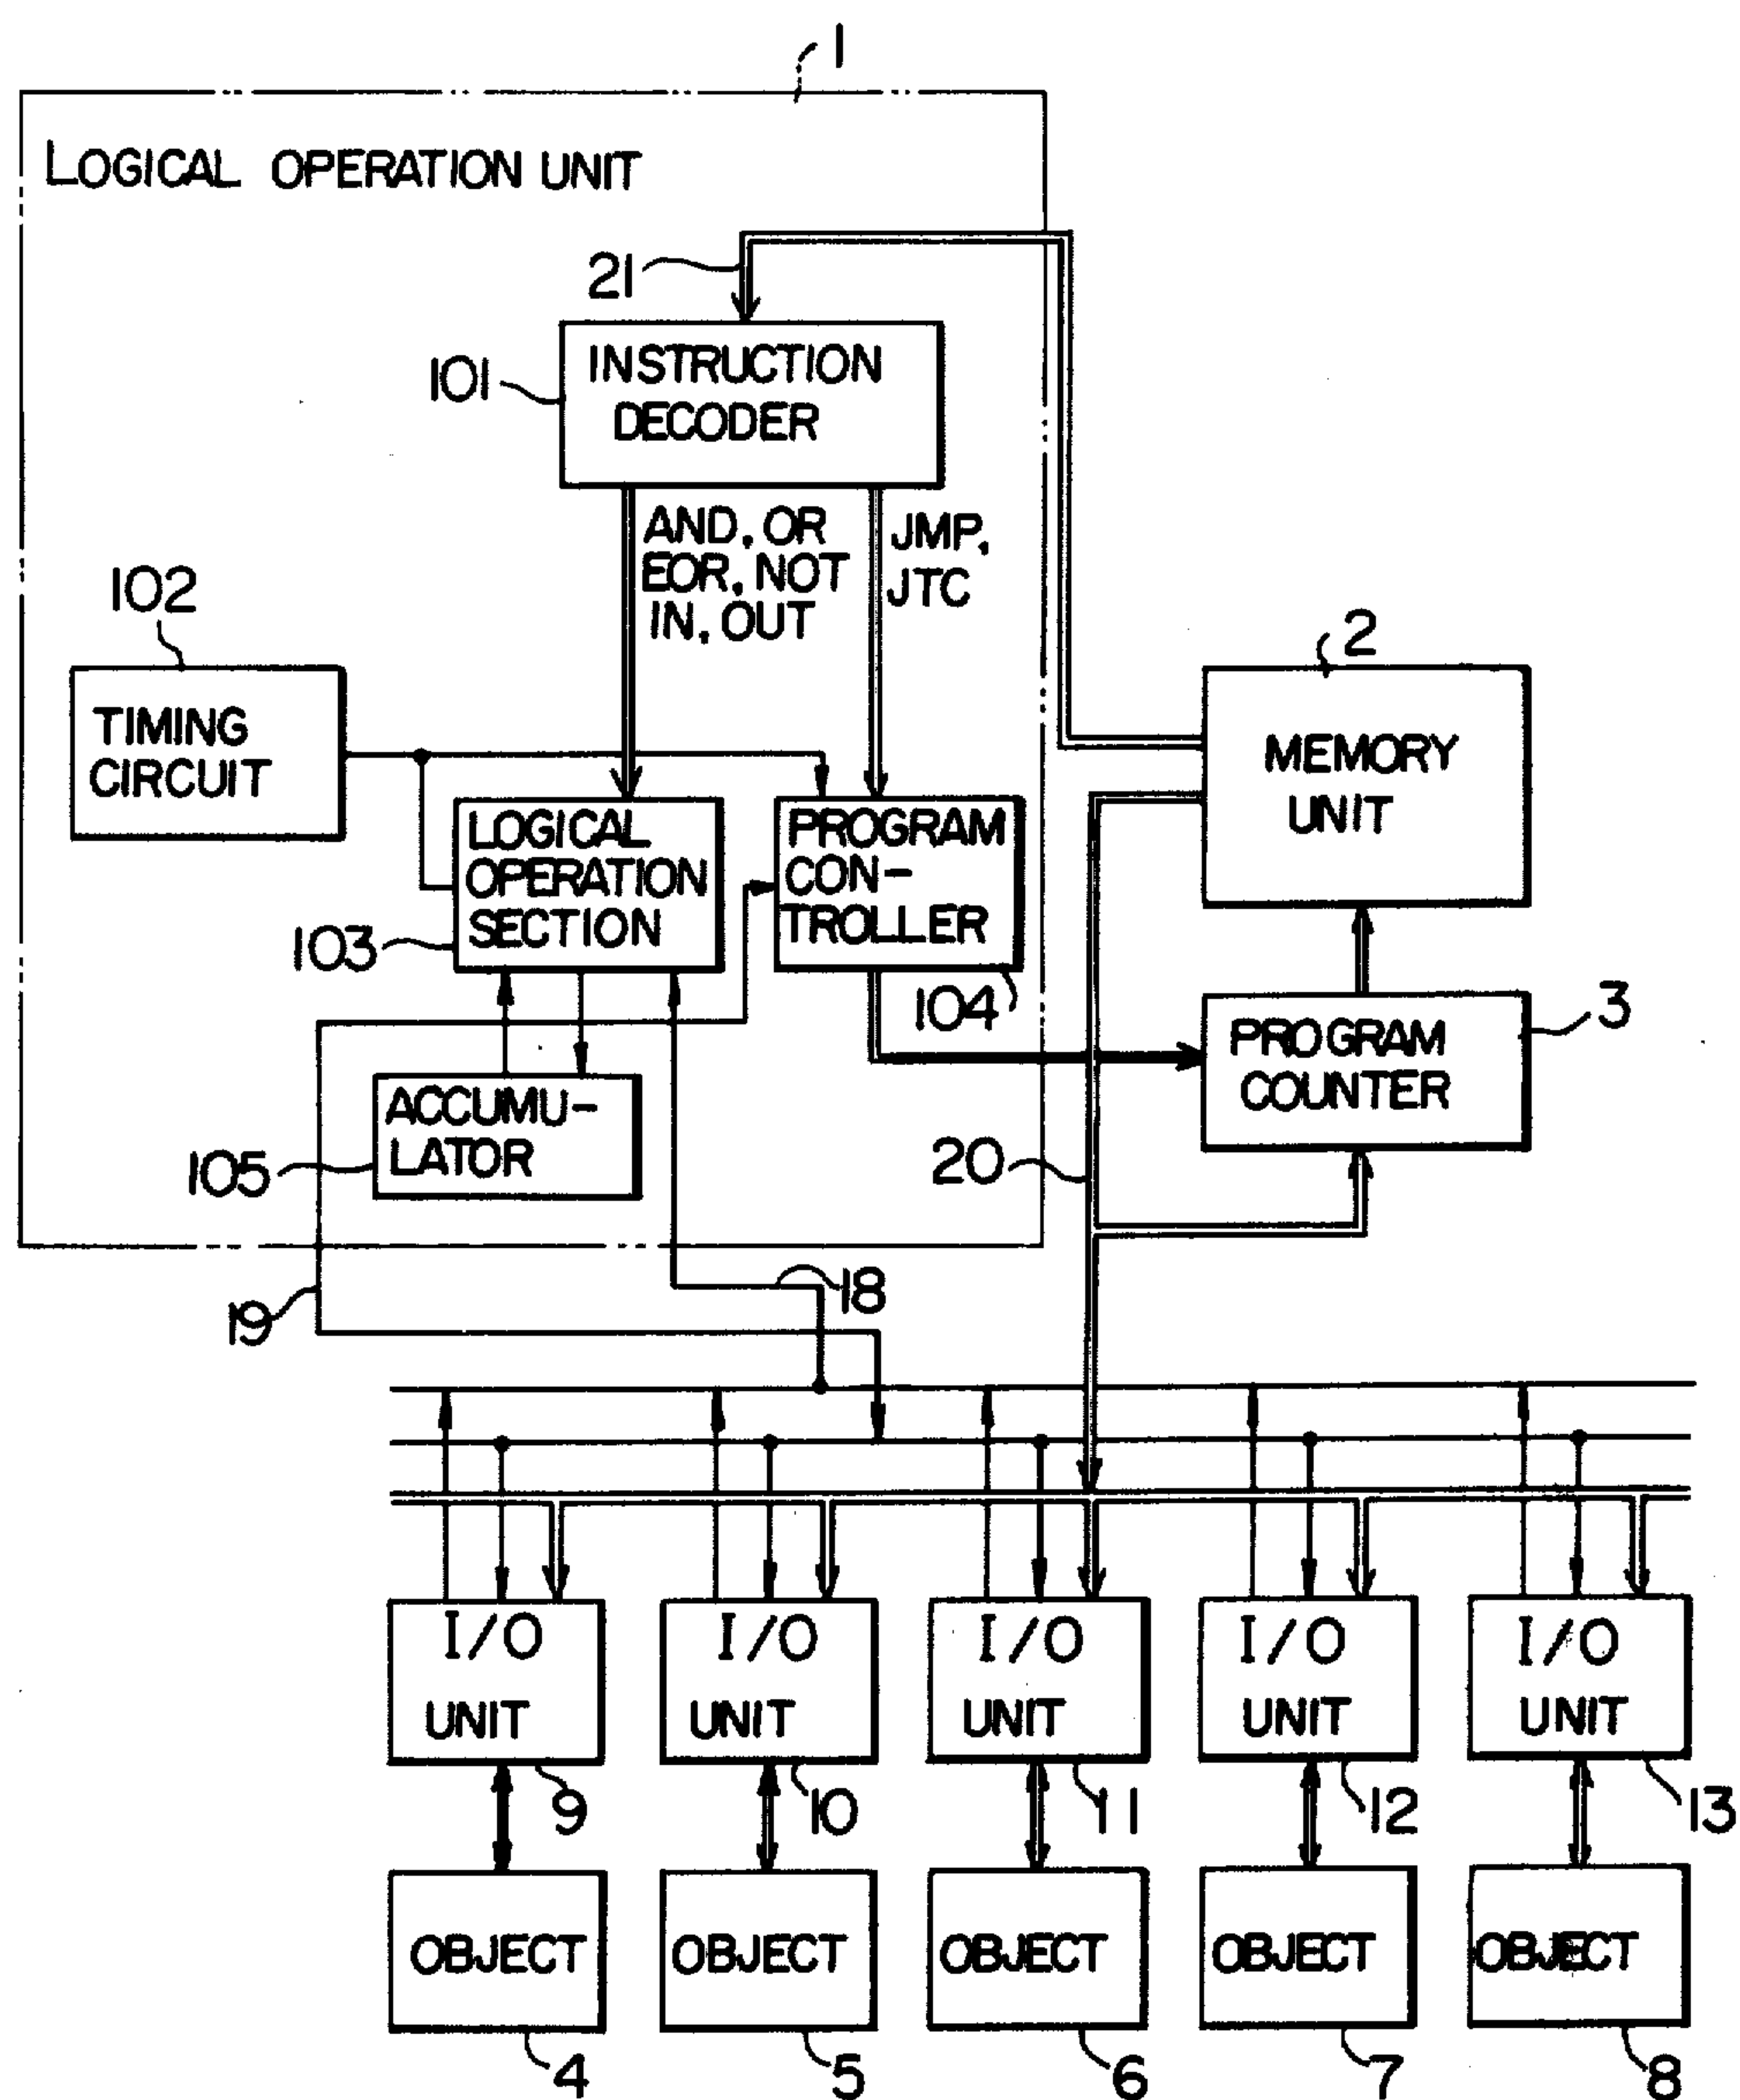 1
LOGICAL OPERATION UNIT
21
101
INSTRUCTION
DECODER
AND, OR
EOR, NOT
IN, OUT
JMP,
JTC
102
TIMING
CIRCUIT
2
MEMORY
UNIT
LOGICAL
OPERATION
SECTION
103
PROGRAM
CON-
TROLLER
104
3
PROGRAM
COUNTER
ACCUMU-
LATOR
105
20
18
19
I/O
UNIT
I/O
UNIT
I/O
UNIT
I/O
UNIT
I/O
UNIT
9
10
11
12
13
OBJECT
OBJECT
OBJECT
OBJECT
OBJECT
4
5
6
7
8